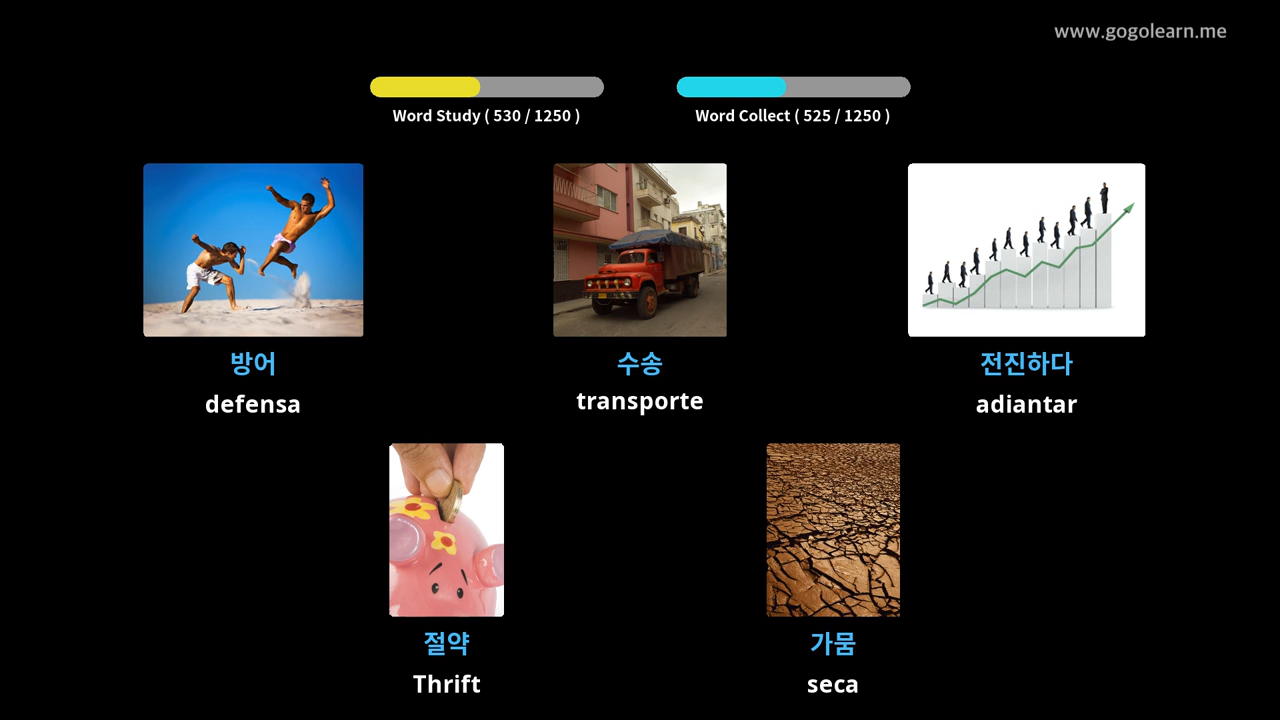 www.gogolearn.me
Word Study ( 530 / 1250 )
Word Collect ( 525 / 1250 )
방어
defensa
수송
transporte
전진하다
adiantar
절약
Thrift
가뭄
seca